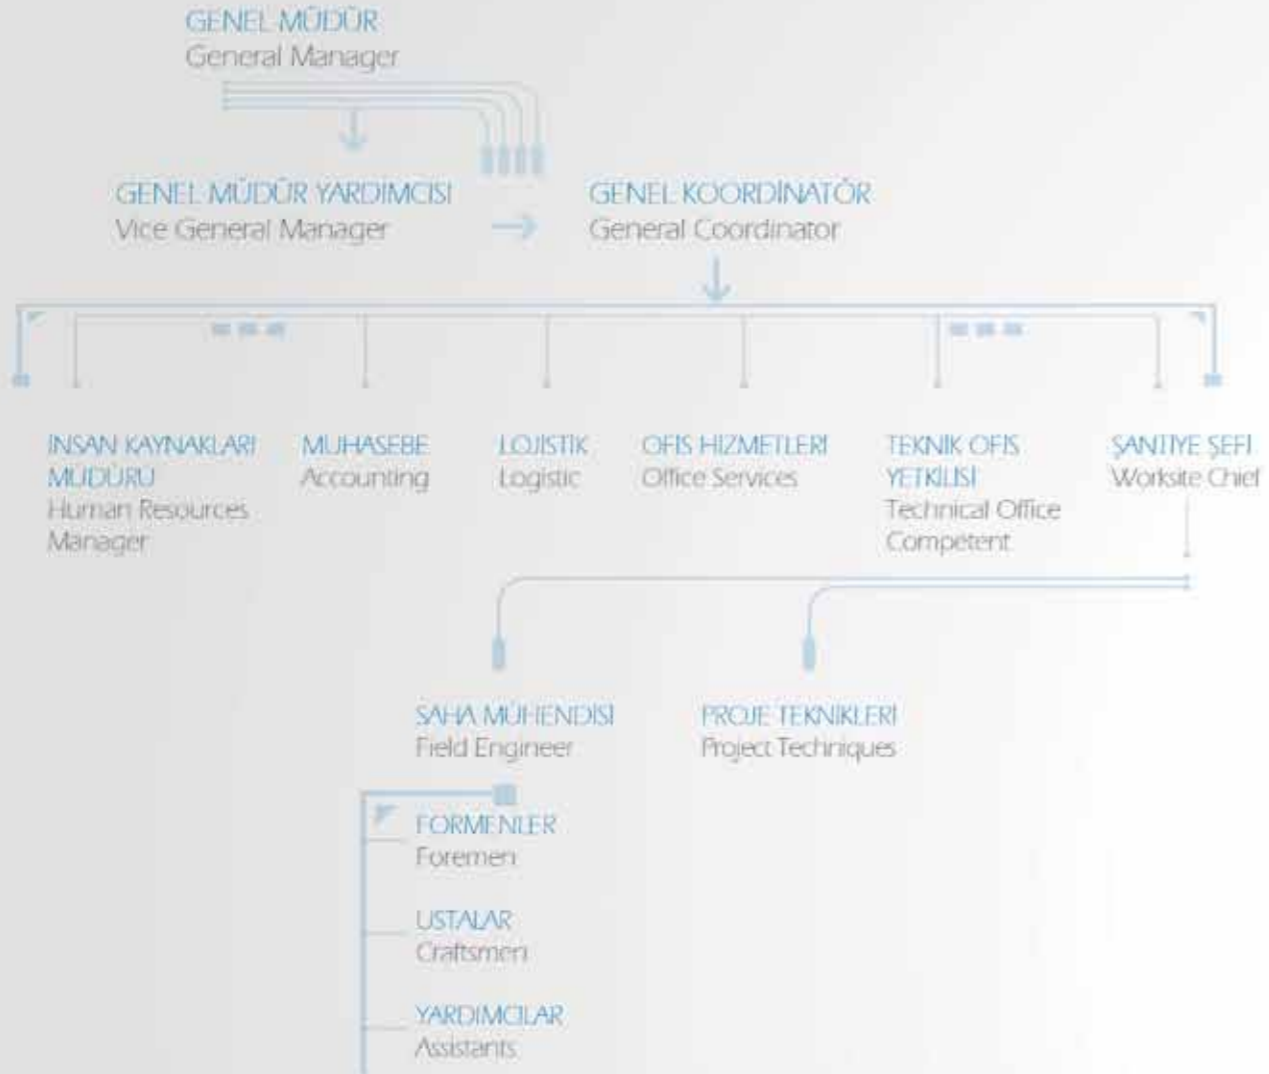 GENEL MÜDÜR
General Manager
GENEL MÜDÜR YARDIMCISI
Vice General Manager
GENEL KOORDİNATÖR
General Coordinator
İNSAN KAYNAKLARI
MÜDÜRÜ
Human Resources
Manager
MUHASEBE
Accounting
LOJİSTİK
Logistic
OFİS HİZMETLERİ
Office Services
TEKNİK OFİS
YETKİLİSİ
Technical Office
Competent
ŞANTİYE ŞEFİ
Worksite Chief
SAHA MÜHENDİSİ
Field Engineer
PROJE TEKNİKLERİ
Project Techniques
FORMENLER
Foremen
USTALAR
Craftsmen
YARDIMCILAR
Assistants